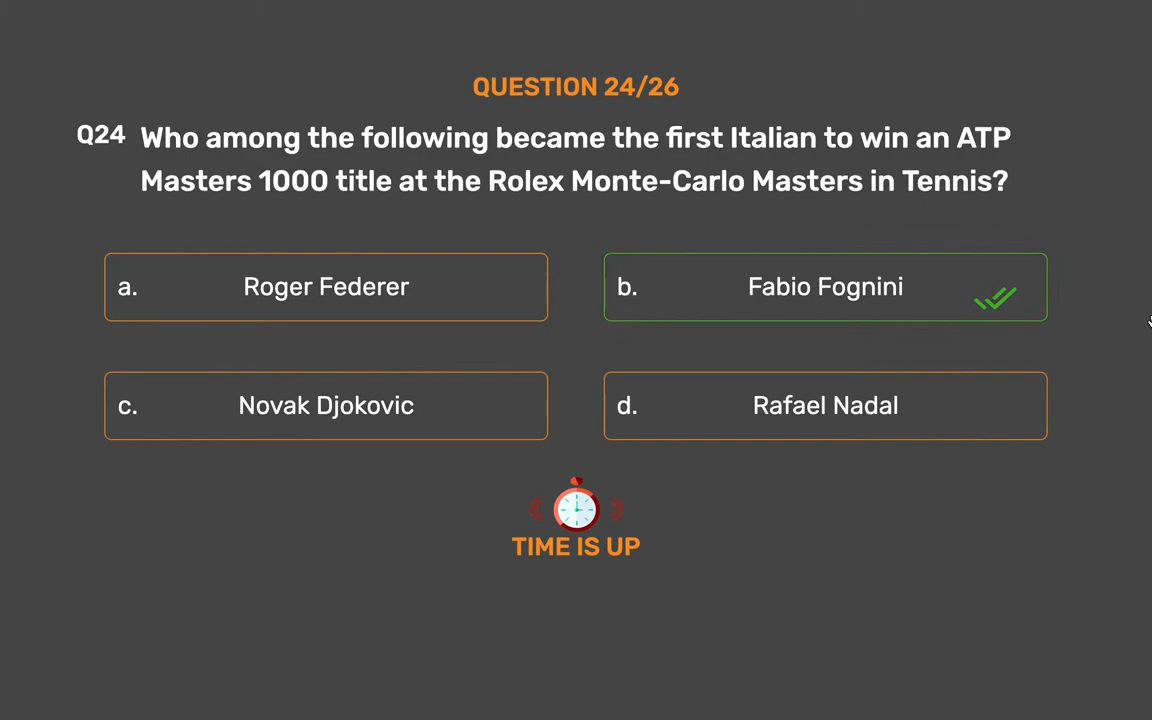 QUESTION 24/26
Q24 Who among the following became the first Italian to win an ATP
Masters 1000 title at the Rolex Monte-Carlo Masters in Tennis?
a. Roger Federer
b. Fabio Fognini
c. Novak Djokovic
d. Rafael Nadal
TIME IS UP